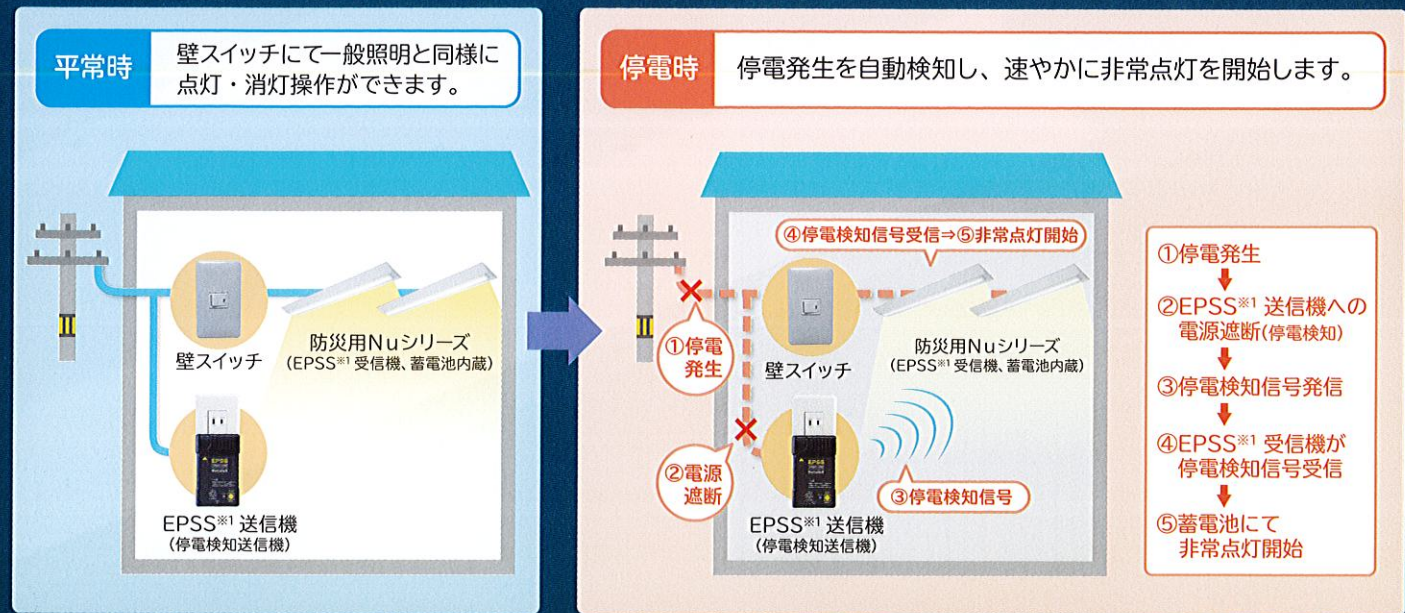 平常時
壁スイッチにて一般照明と同様に
点灯・消灯操作ができます。
壁スイッチ
防災用Nuシリーズ
(EPSS※1 受信機、蓄電池内蔵)
EPSS
EPSS※1 送信機
(停電検知送信機)
停電時
停電発生を自動検知し、速やかに非常点灯を開始します。
④停電検知信号受信⇒⑤非常点灯開始
①停電
発生
壁スイッチ
防災用Nuシリーズ
(EPSS※1 受信機、蓄電池内蔵)
②電源
遮断
EPSS
③停電検知信号
EPSS※1 送信機
(停電検知送信機)
①停電発生
②EPSS※1 送信機への
電源遮断(停電検知)
③停電検知信号発信
④EPSS※1 受信機が
停電検知信号受信
⑤蓄電池にて
非常点灯開始